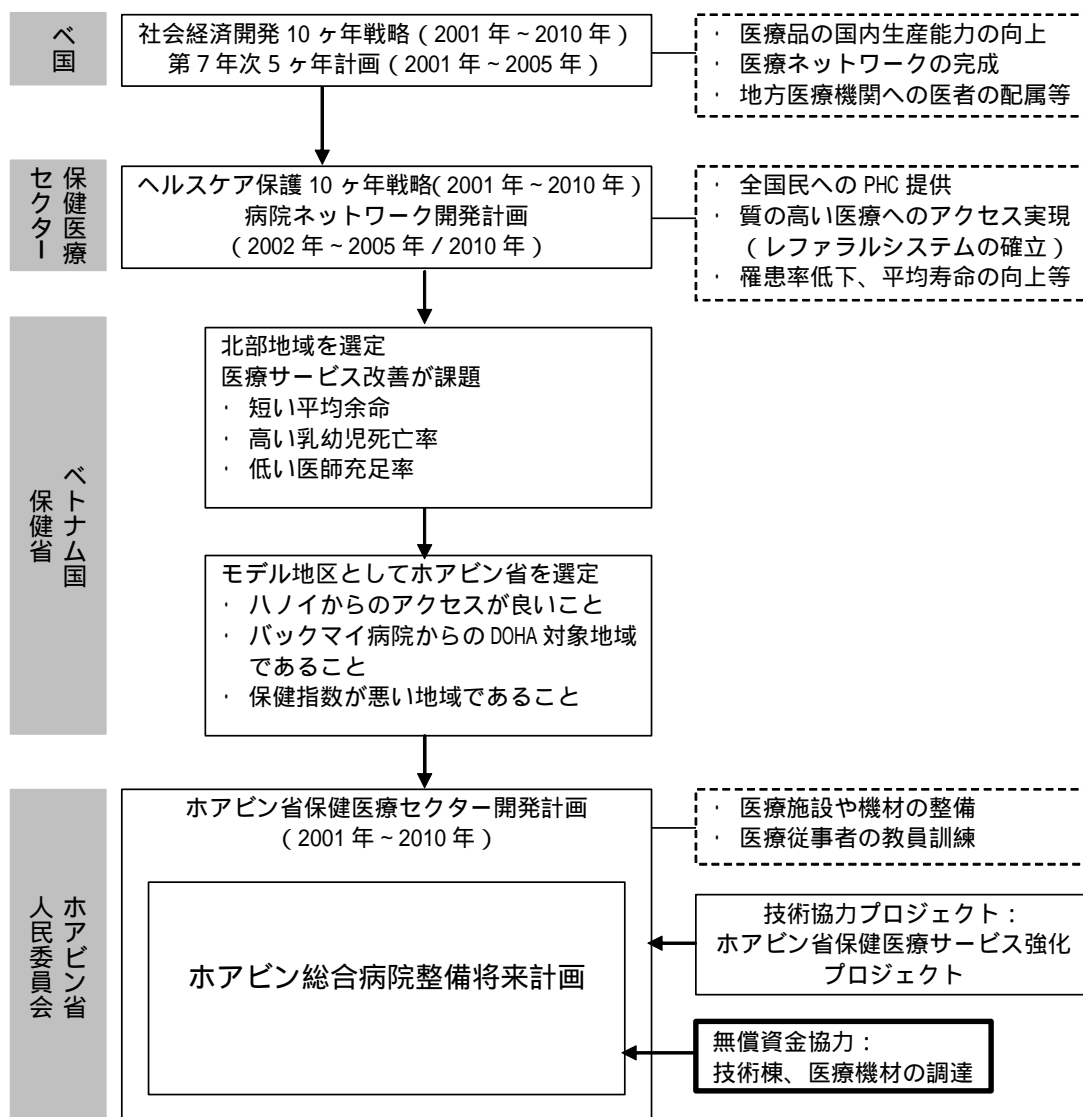 ベ国
社会経済開発 10 ヶ年戦略(2001 年~2010 年)
第 7 年次 5 ヶ年計画(2001 年~2005 年)
· 医療品の国内生産能力の向上
· 医療ネットワークの完成
· 地方医療機関への医者の配属等
保健医療
セクター
ヘルスケア保護 10 ヶ年戦略(2001 年~2010 年)
病院ネットワーク開発計画
(2002 年~2005 年/2010 年)
· 全国民への PHC 提供
· 質の高い医療へのアクセス実現
(レファラルシステムの確立)
· 罹患率低下、平均寿命の向上等
ベトナム国
保健省
北部地域を選定
医療サービス改善が課題
· 短い平均余命
· 高い乳幼児死亡率
· 低い医師充足率
モデル地区としてホアビン省を選定
· ハノイからのアクセスが良いこと
· バックマイ病院からの DOHA 対象地域
であること
· 保健指数が悪い地域であること
ホアビン省
人民委員会
ホアビン省保健医療セクター開発計画
(2001 年~2010 年)
· 医療施設や機材の整備
· 医療従事者の教員訓練
ホアビン総合病院整備将来計画
技術協力プロジェクト:
ホアビン省保健医療サービス強化
プロジェクト
無償資金協力:
技術棟、医療機材の調達